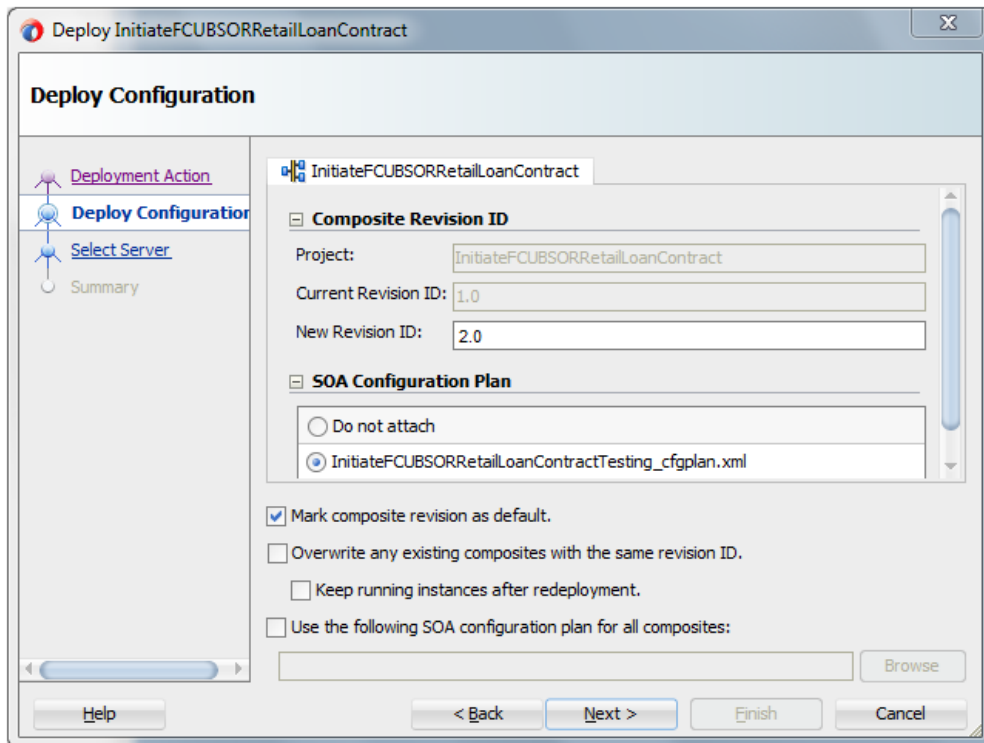 Deploy InitiateFCUBSORRetailLoanContract
Deploy Configuration
Deployment Action
Deploy Configuration
Select Server
Summary
InitiateFCUBSORRetailLoanContract
Composite Revision ID
Project: InitiateFCUBSORRetailLoanContract
Current Revision ID: 1.0
New Revision ID: 2.0
SOA Configuration Plan
Do not attach
InitiateFCUBSORRetailLoanContractTesting_cfgplan.xml
Mark composite revision as default.
Overwrite any existing composites with the same revision ID.
Keep running instances after redeployment.
Use the following SOA configuration plan for all composites:
Browse
Help < Back Next > Finish Cancel